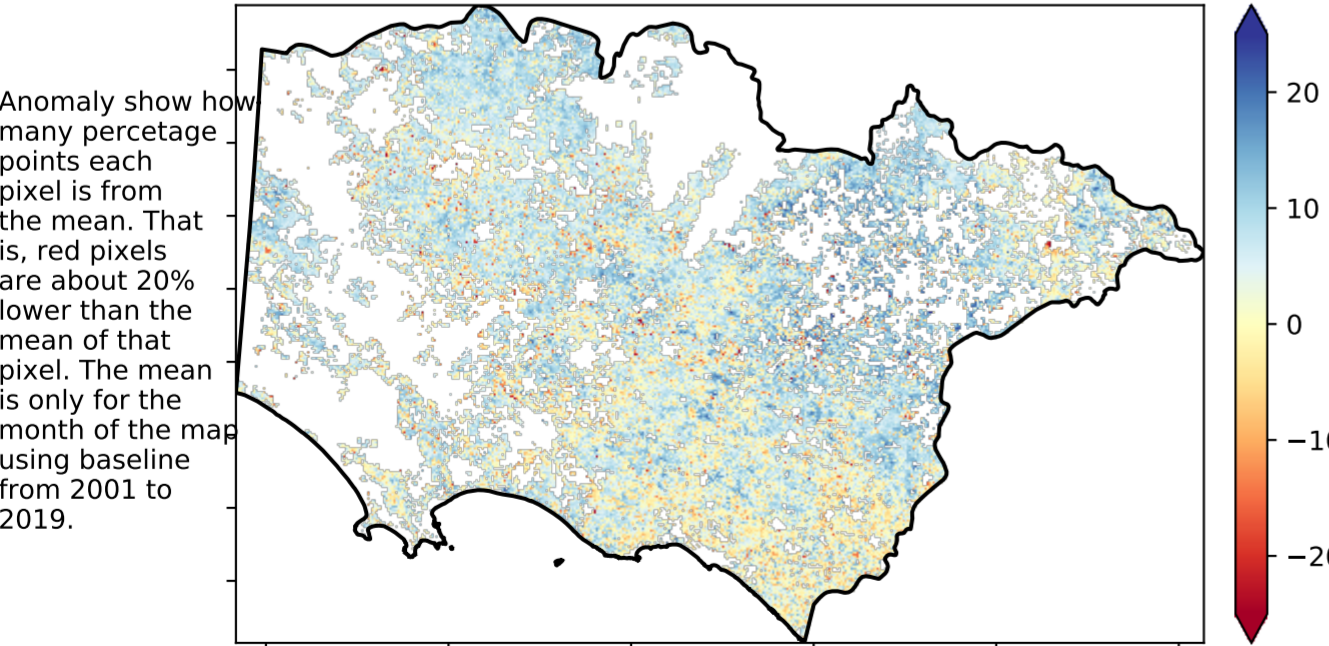 Anomaly show how
many percetage
points each
pixel is from
the mean. That
is, red pixels
are about 20%
lower than the
mean of that
pixel. The mean
is only for the
month of the map
using baseline
from 2001 to
2019.
20
10
0
−10
−20